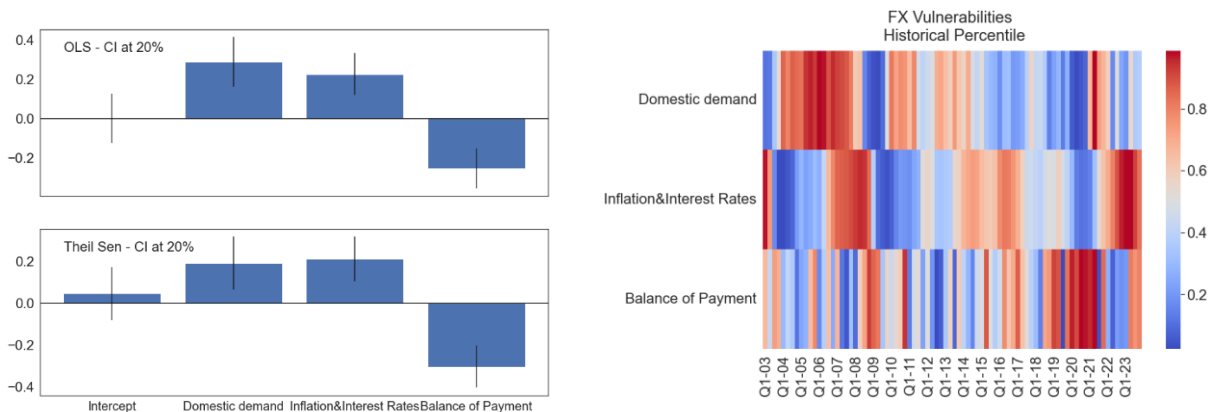 OLS - CI at 20%
0.4
0.2
0.0
−0.2
Theil Sen - CI at 20%
0.2
0.0
−0.2
−0.4
Intercept
Domestic demand
Inflation&Interest Rates
Balance of Payment
FX Vulnerabilities
Historical Percentile
Domestic demand
Inflation&Interest Rates
Balance of Payment
0.8
0.6
0.4
0.2
Q1-03
Q1-04
Q1-05
Q1-06
Q1-07
Q1-08
Q1-09
Q1-10
Q1-11
Q1-12
Q1-13
Q1-14
Q1-15
Q1-16
Q1-17
Q1-18
Q1-19
Q1-20
Q1-21
Q1-22
Q1-23